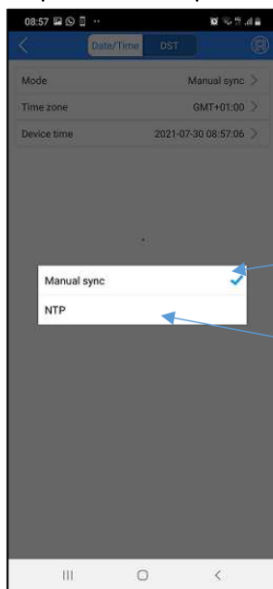 08:57
Date/Time DST
Mode Manual sync >
Time zone GMT+01:00 >
Device time 2021-07-30 08:57:06 >
Manual sync
NTP